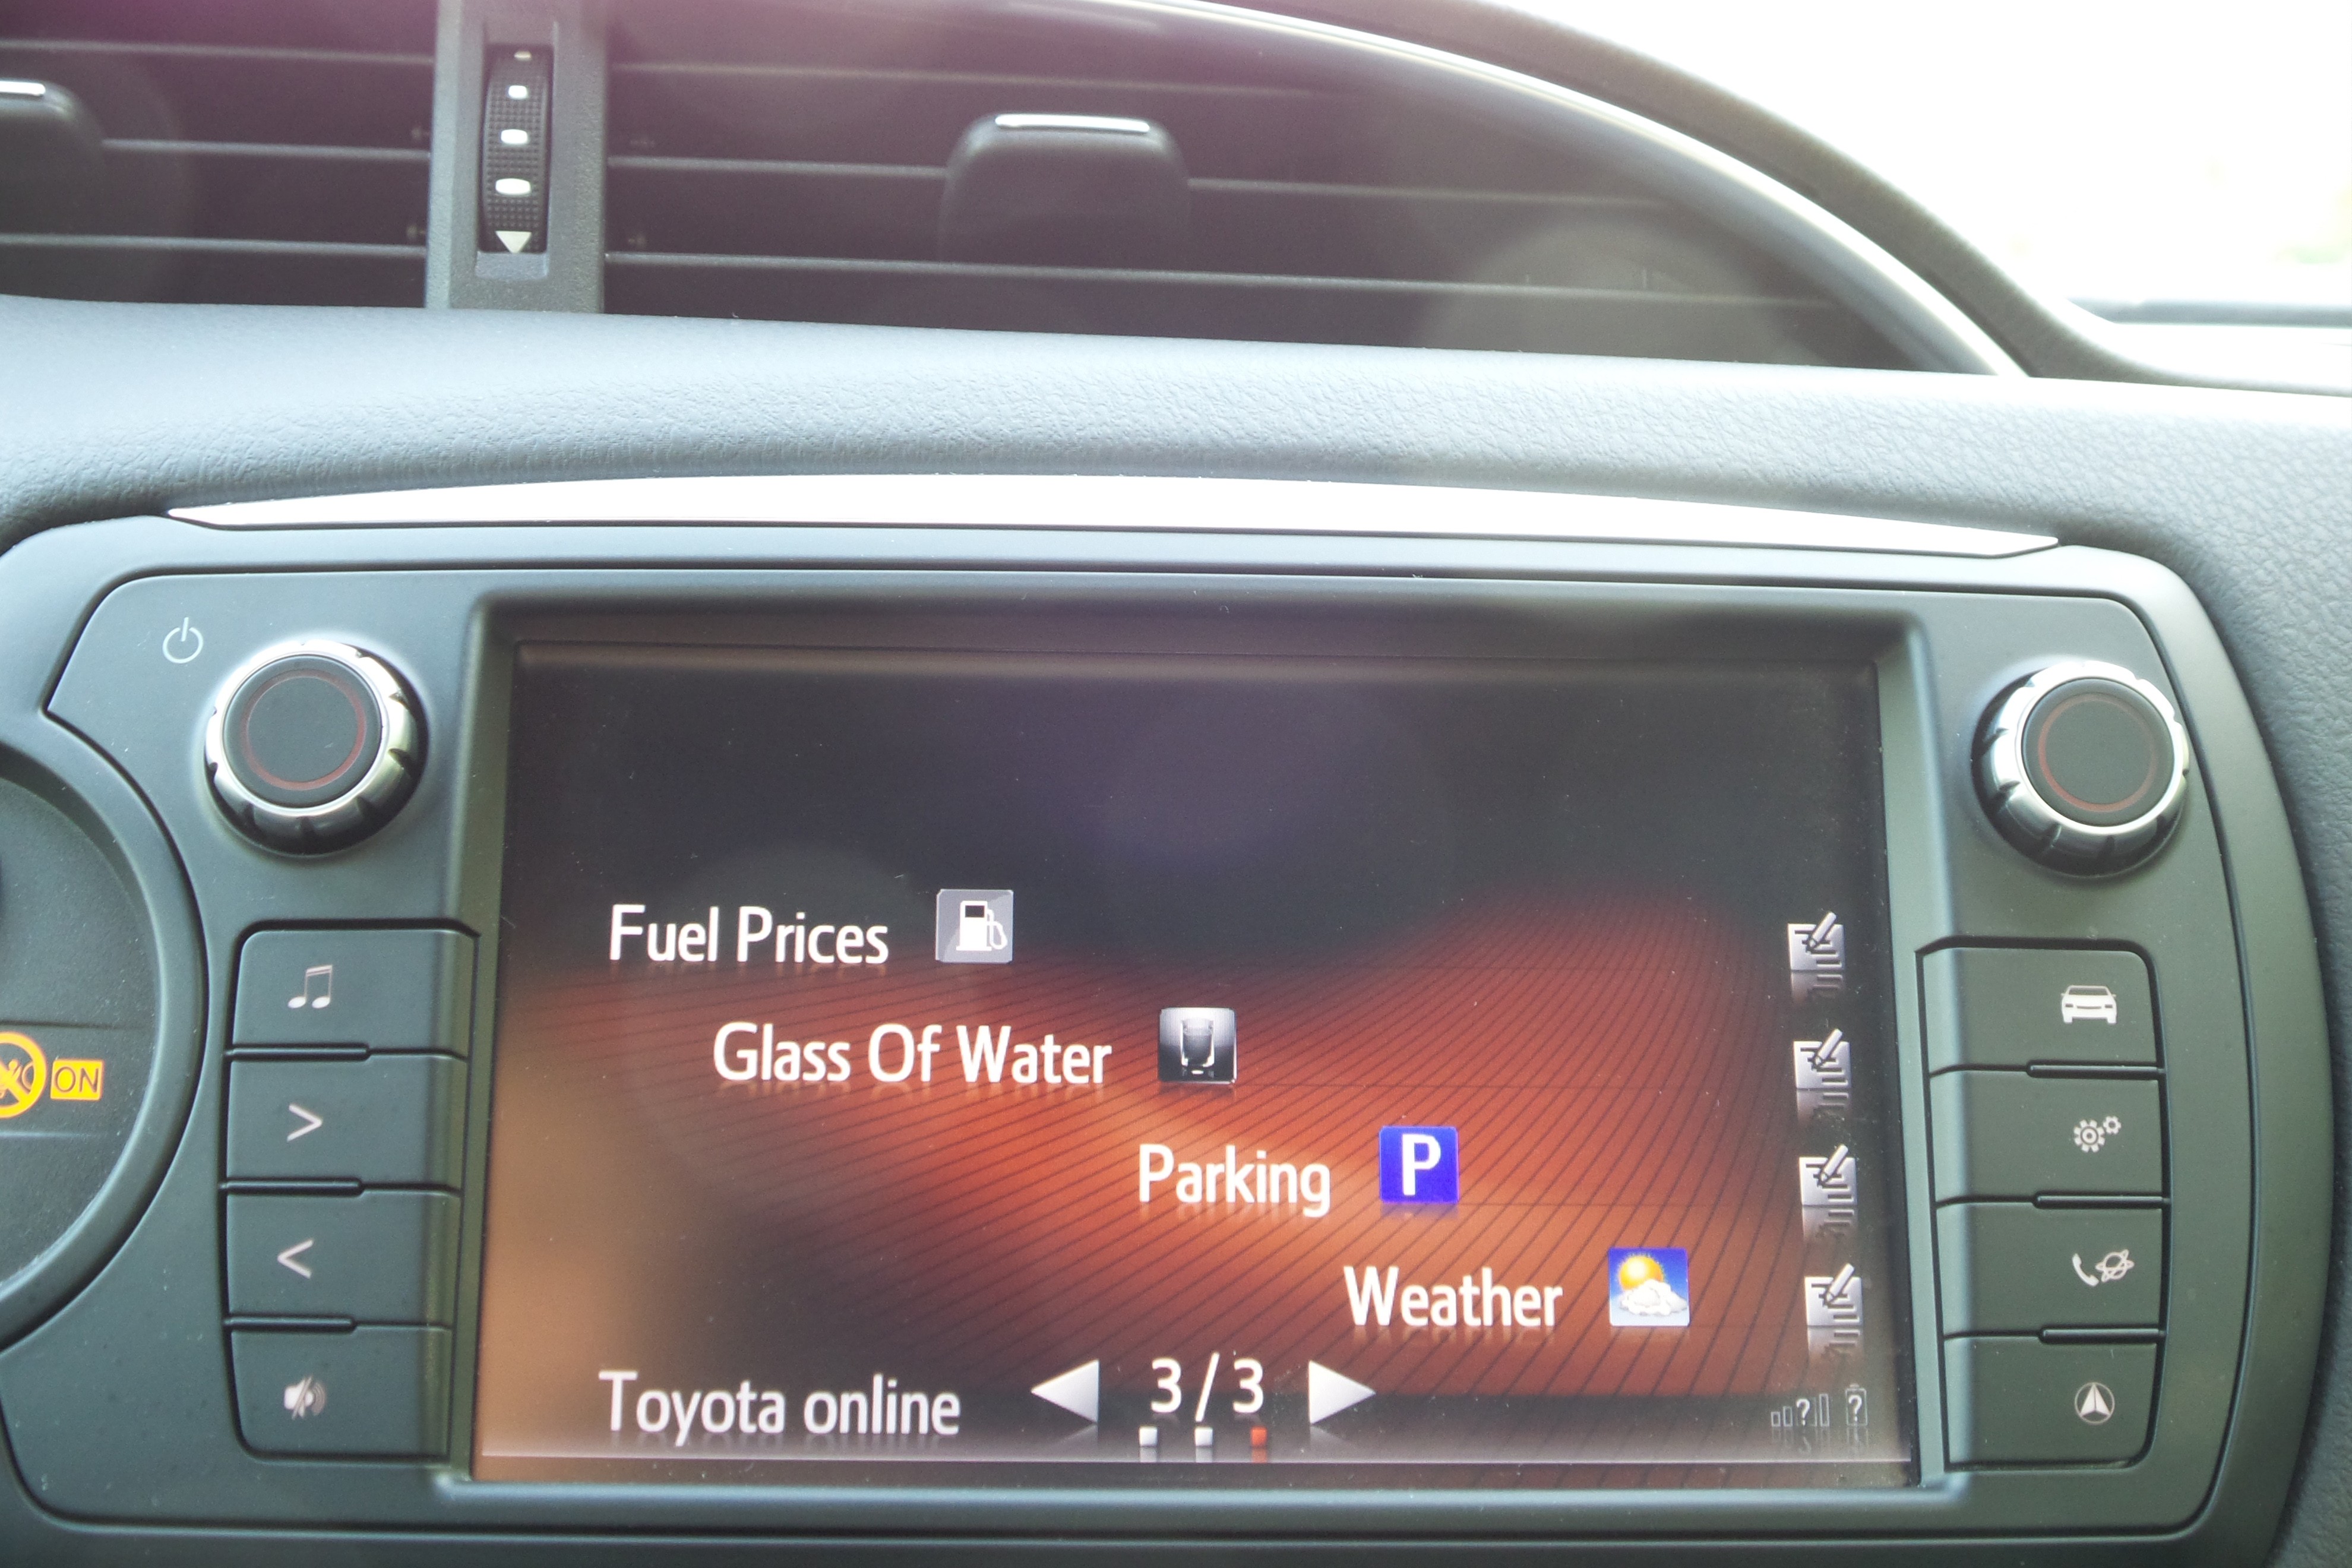 Fuel Prices
Glass Of Water
ON
Parking P
Weather
Toyota online 3/3 ? ?